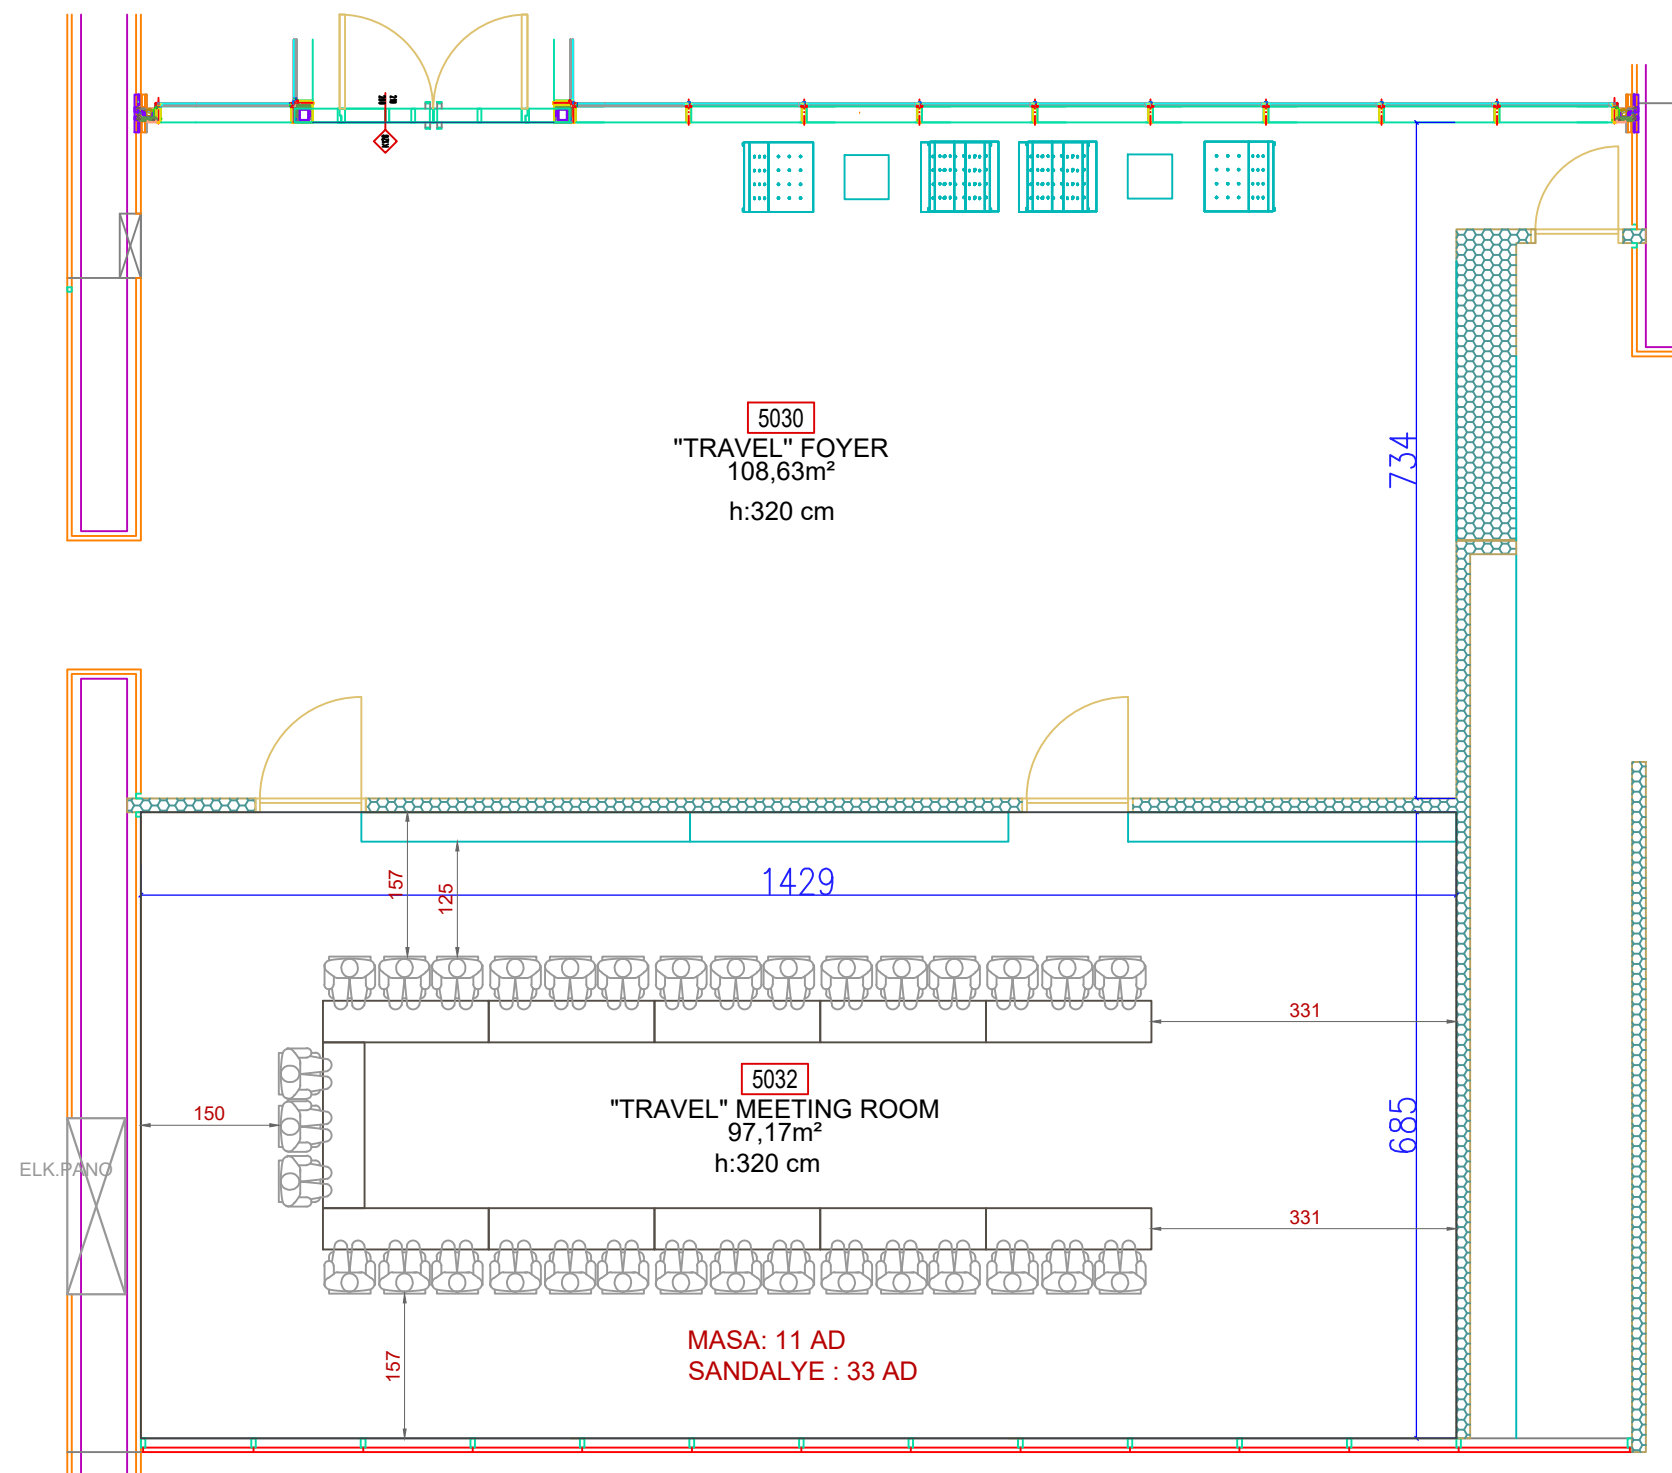 5030
"TRAVEL" FOYER
108,63m²
h:320 cm
734
157
125
1429
331
5032
"TRAVEL" MEETING ROOM
97,17m²
h:320 cm
150
685
ELK.PANO
331
157
MASA: 11 AD
SANDALYE : 33 AD